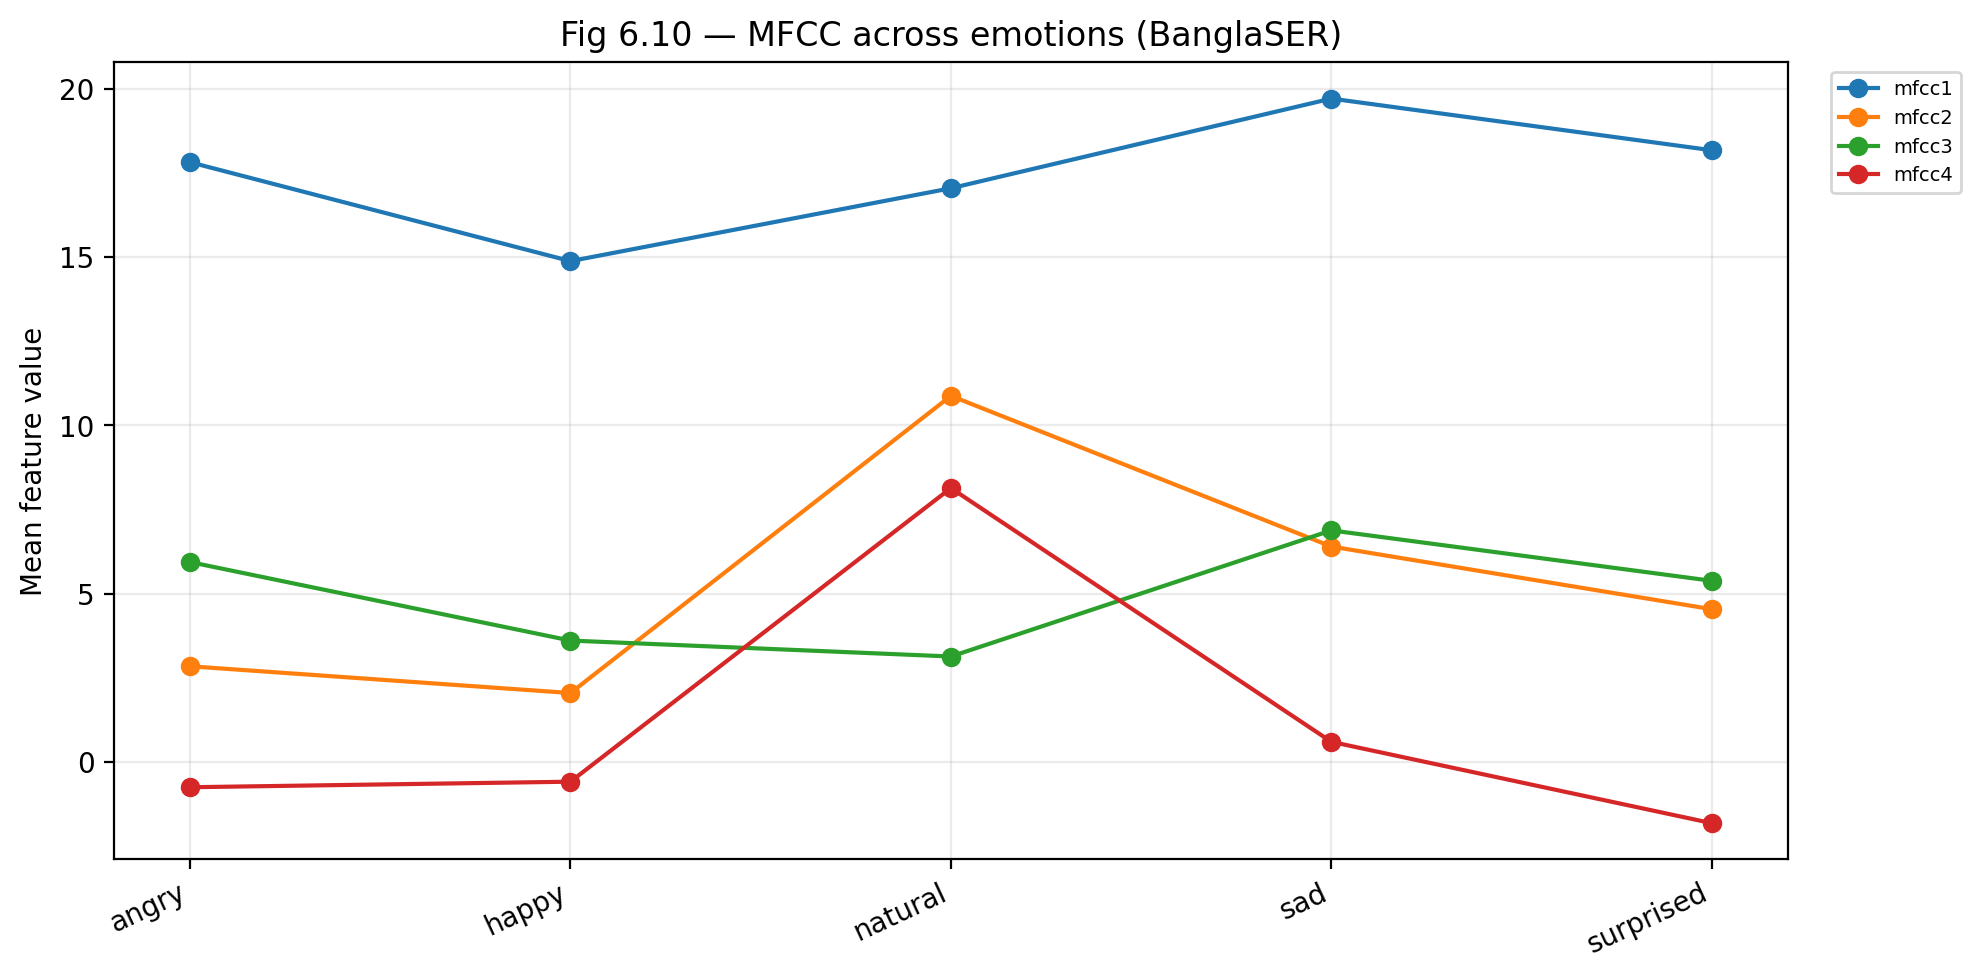 Fig 6.10 — MFCC across emotions (BanglaSER)
mfcc1
mfcc2
mfcc3
mfcc4
Mean feature value
20
15
10
5
0
angry
happy
natural
sad
surprised